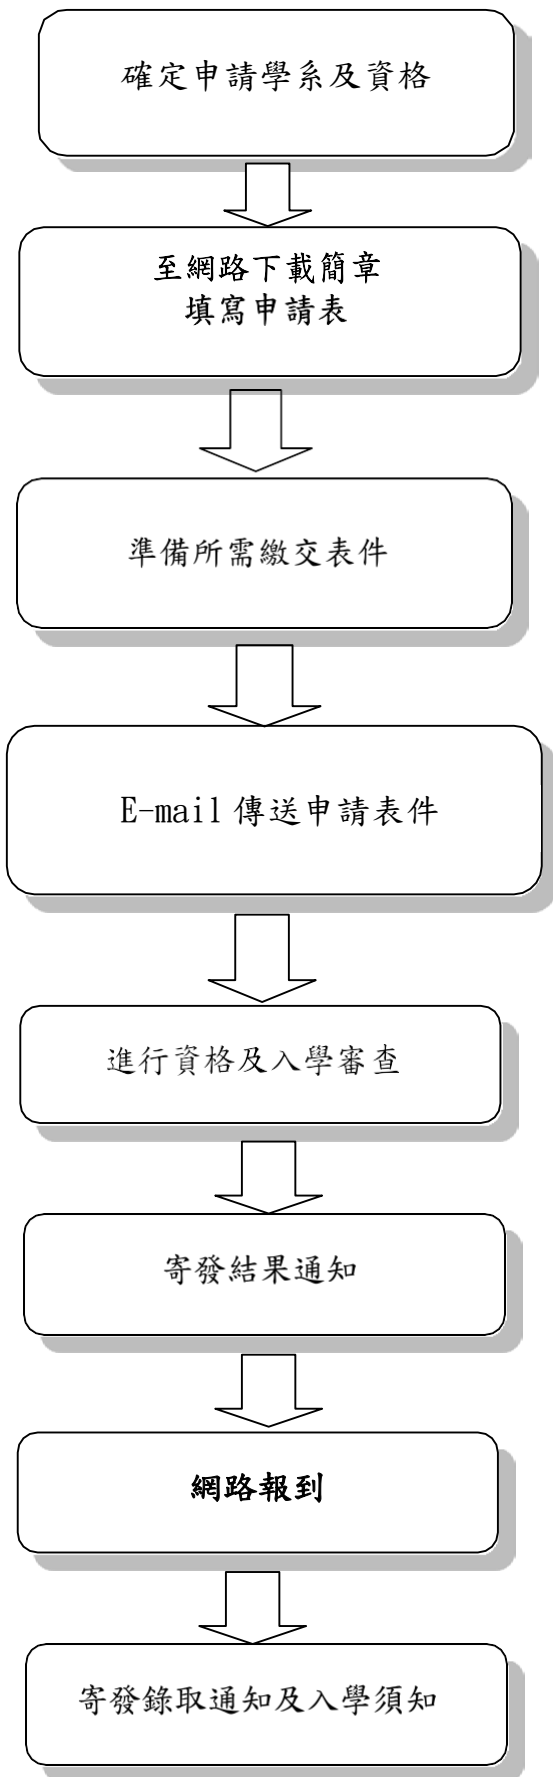 確定申請學系及資格
至網路下載簡章
填寫申請表
準備所需繳交表件
E-mail 傳送申請表件
進行資格及入學審查
寄發結果通知
網路報到
寄發錄取通知及入學須知